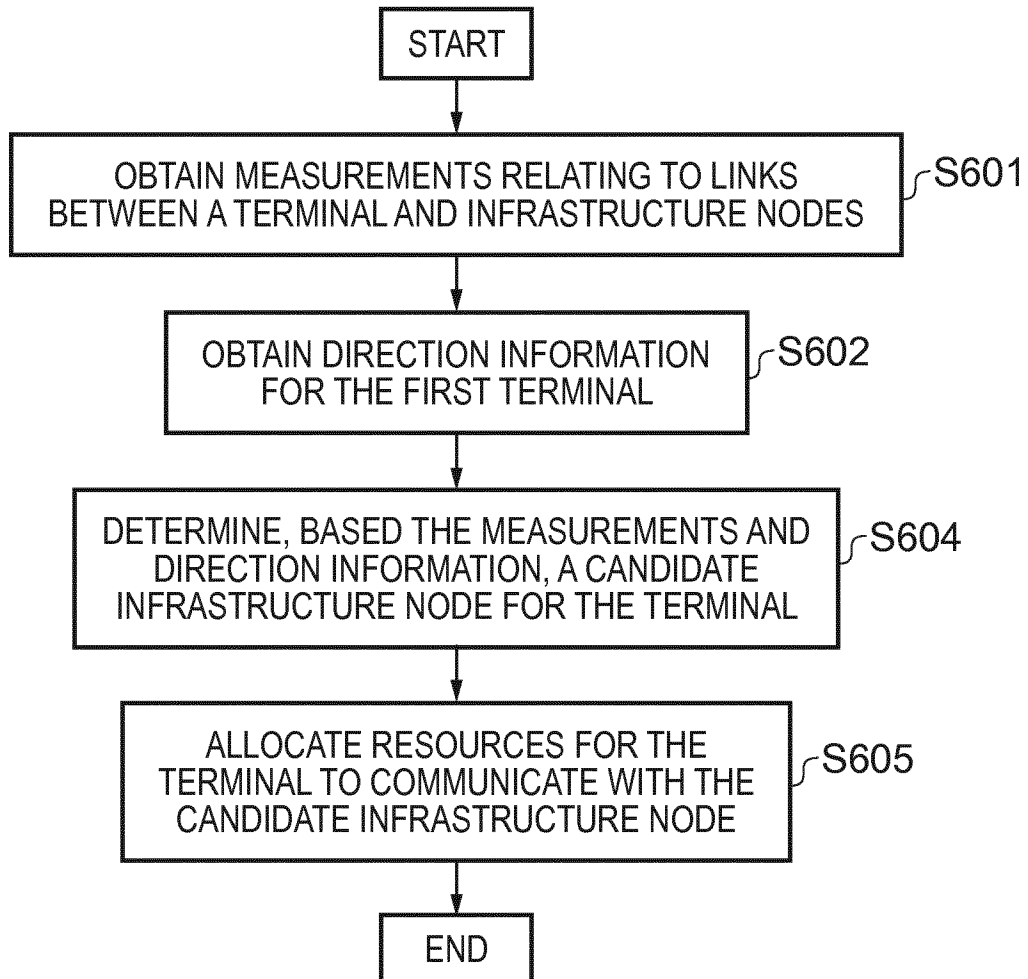 START
OBTAIN MEASUREMENTS RELATING TO LINKS
BETWEEN A TERMINAL AND INFRASTRUCTURE NODES
S601
OBTAIN DIRECTION INFORMATION
FOR THE FIRST TERMINAL
S602
DETERMINE, BASED THE MEASUREMENTS AND
DIRECTION INFORMATION, A CANDIDATE
INFRASTRUCTURE NODE FOR THE TERMINAL
S604
ALLOCATE RESOURCES FOR THE
TERMINAL TO COMMUNICATE WITH THE
CANDIDATE INFRASTRUCTURE NODE
S605
END